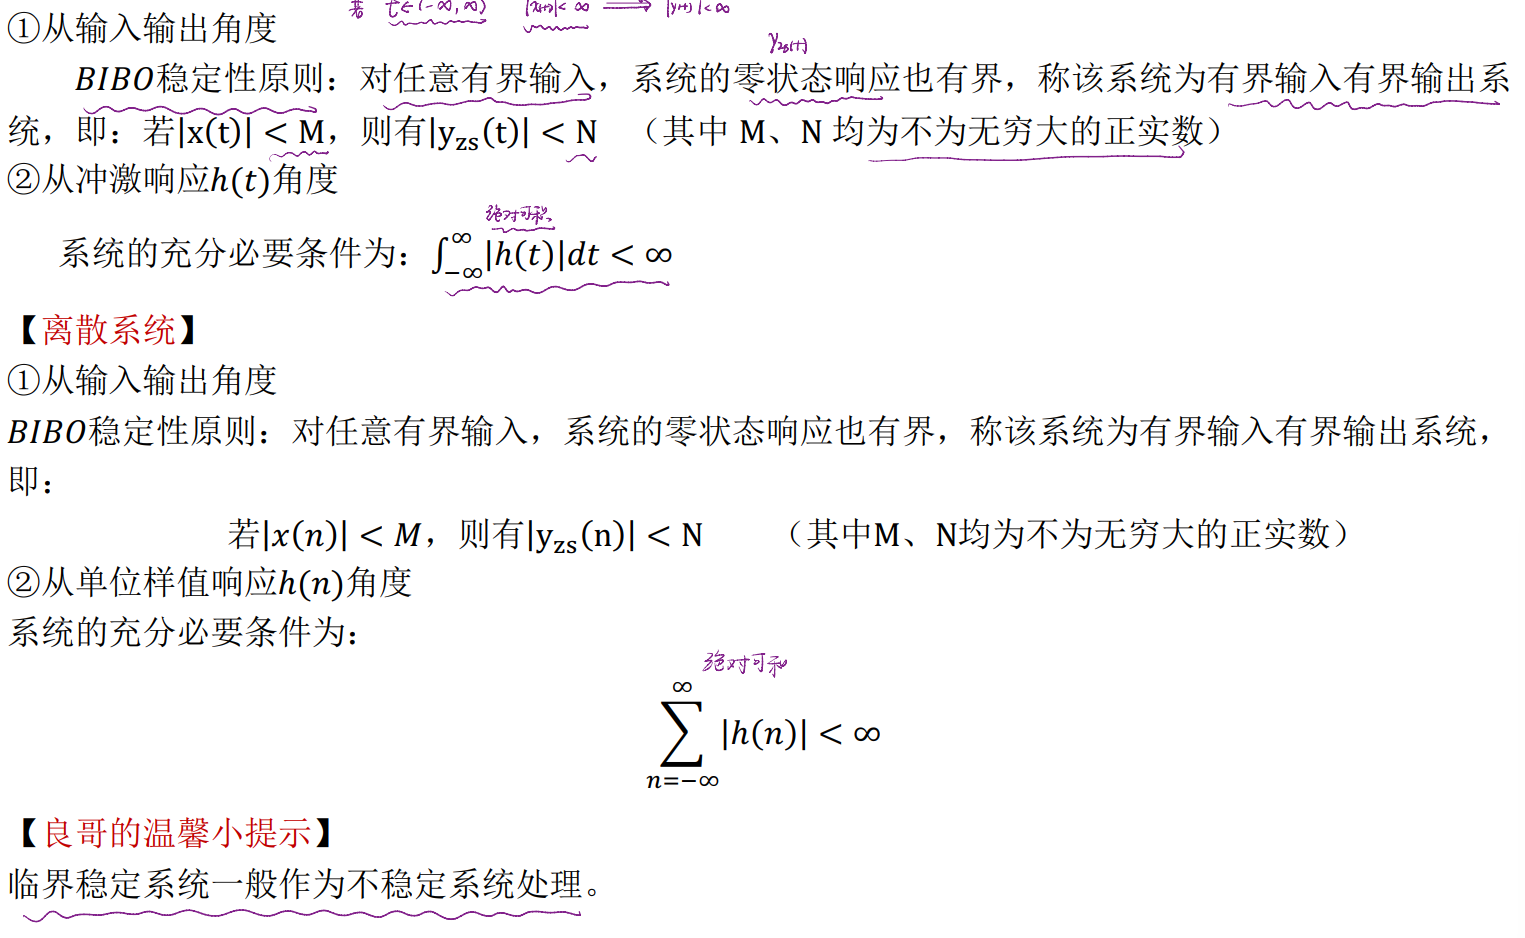 若 t∈(-∞,∞) |x(t)|<∞ ⟹ |y(t)|<∞
①从输入输出角度
y_zs(t)
BIBO稳定性原则：对任意有界输入，系统的零状态响应也有界，称该系统为有界输入有界输出系
统，即：若|x(t)| < M，则有|y_zs(t)| < N （其中 M、N 均为不为无穷大的正实数）
②从冲激响应h(t)角度
绝对可积
系统的充分必要条件为：∫_{-∞}^{∞}|h(t)|dt < ∞
【离散系统】
①从输入输出角度
BIBO稳定性原则：对任意有界输入，系统的零状态响应也有界，称该系统为有界输入有界输出系统，
即：
若|x(n)| < M，则有|y_zs(n)| < N （其中M、N均为不为无穷大的正实数）
②从单位样值响应h(n)角度
系统的充分必要条件为：
绝对可和
∑_{n=-∞}^{∞} |h(n)| < ∞
【良哥的温馨小提示】
临界稳定系统一般作为不稳定系统处理。